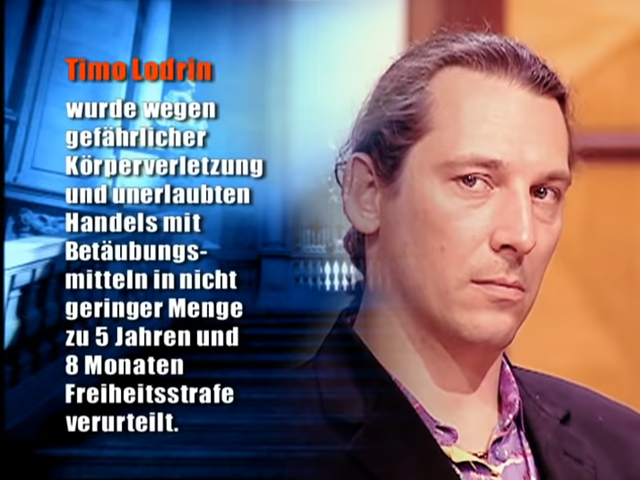 Timo Lodrin
wurde wegen
gefährlicher
Körperverletzung
und unerlaubten
Handels mit
Betäubungs-
mitteln in nicht
geringer Menge
zu 5 Jahren und
8 Monaten
Freiheitsstrafe
verurteilt.